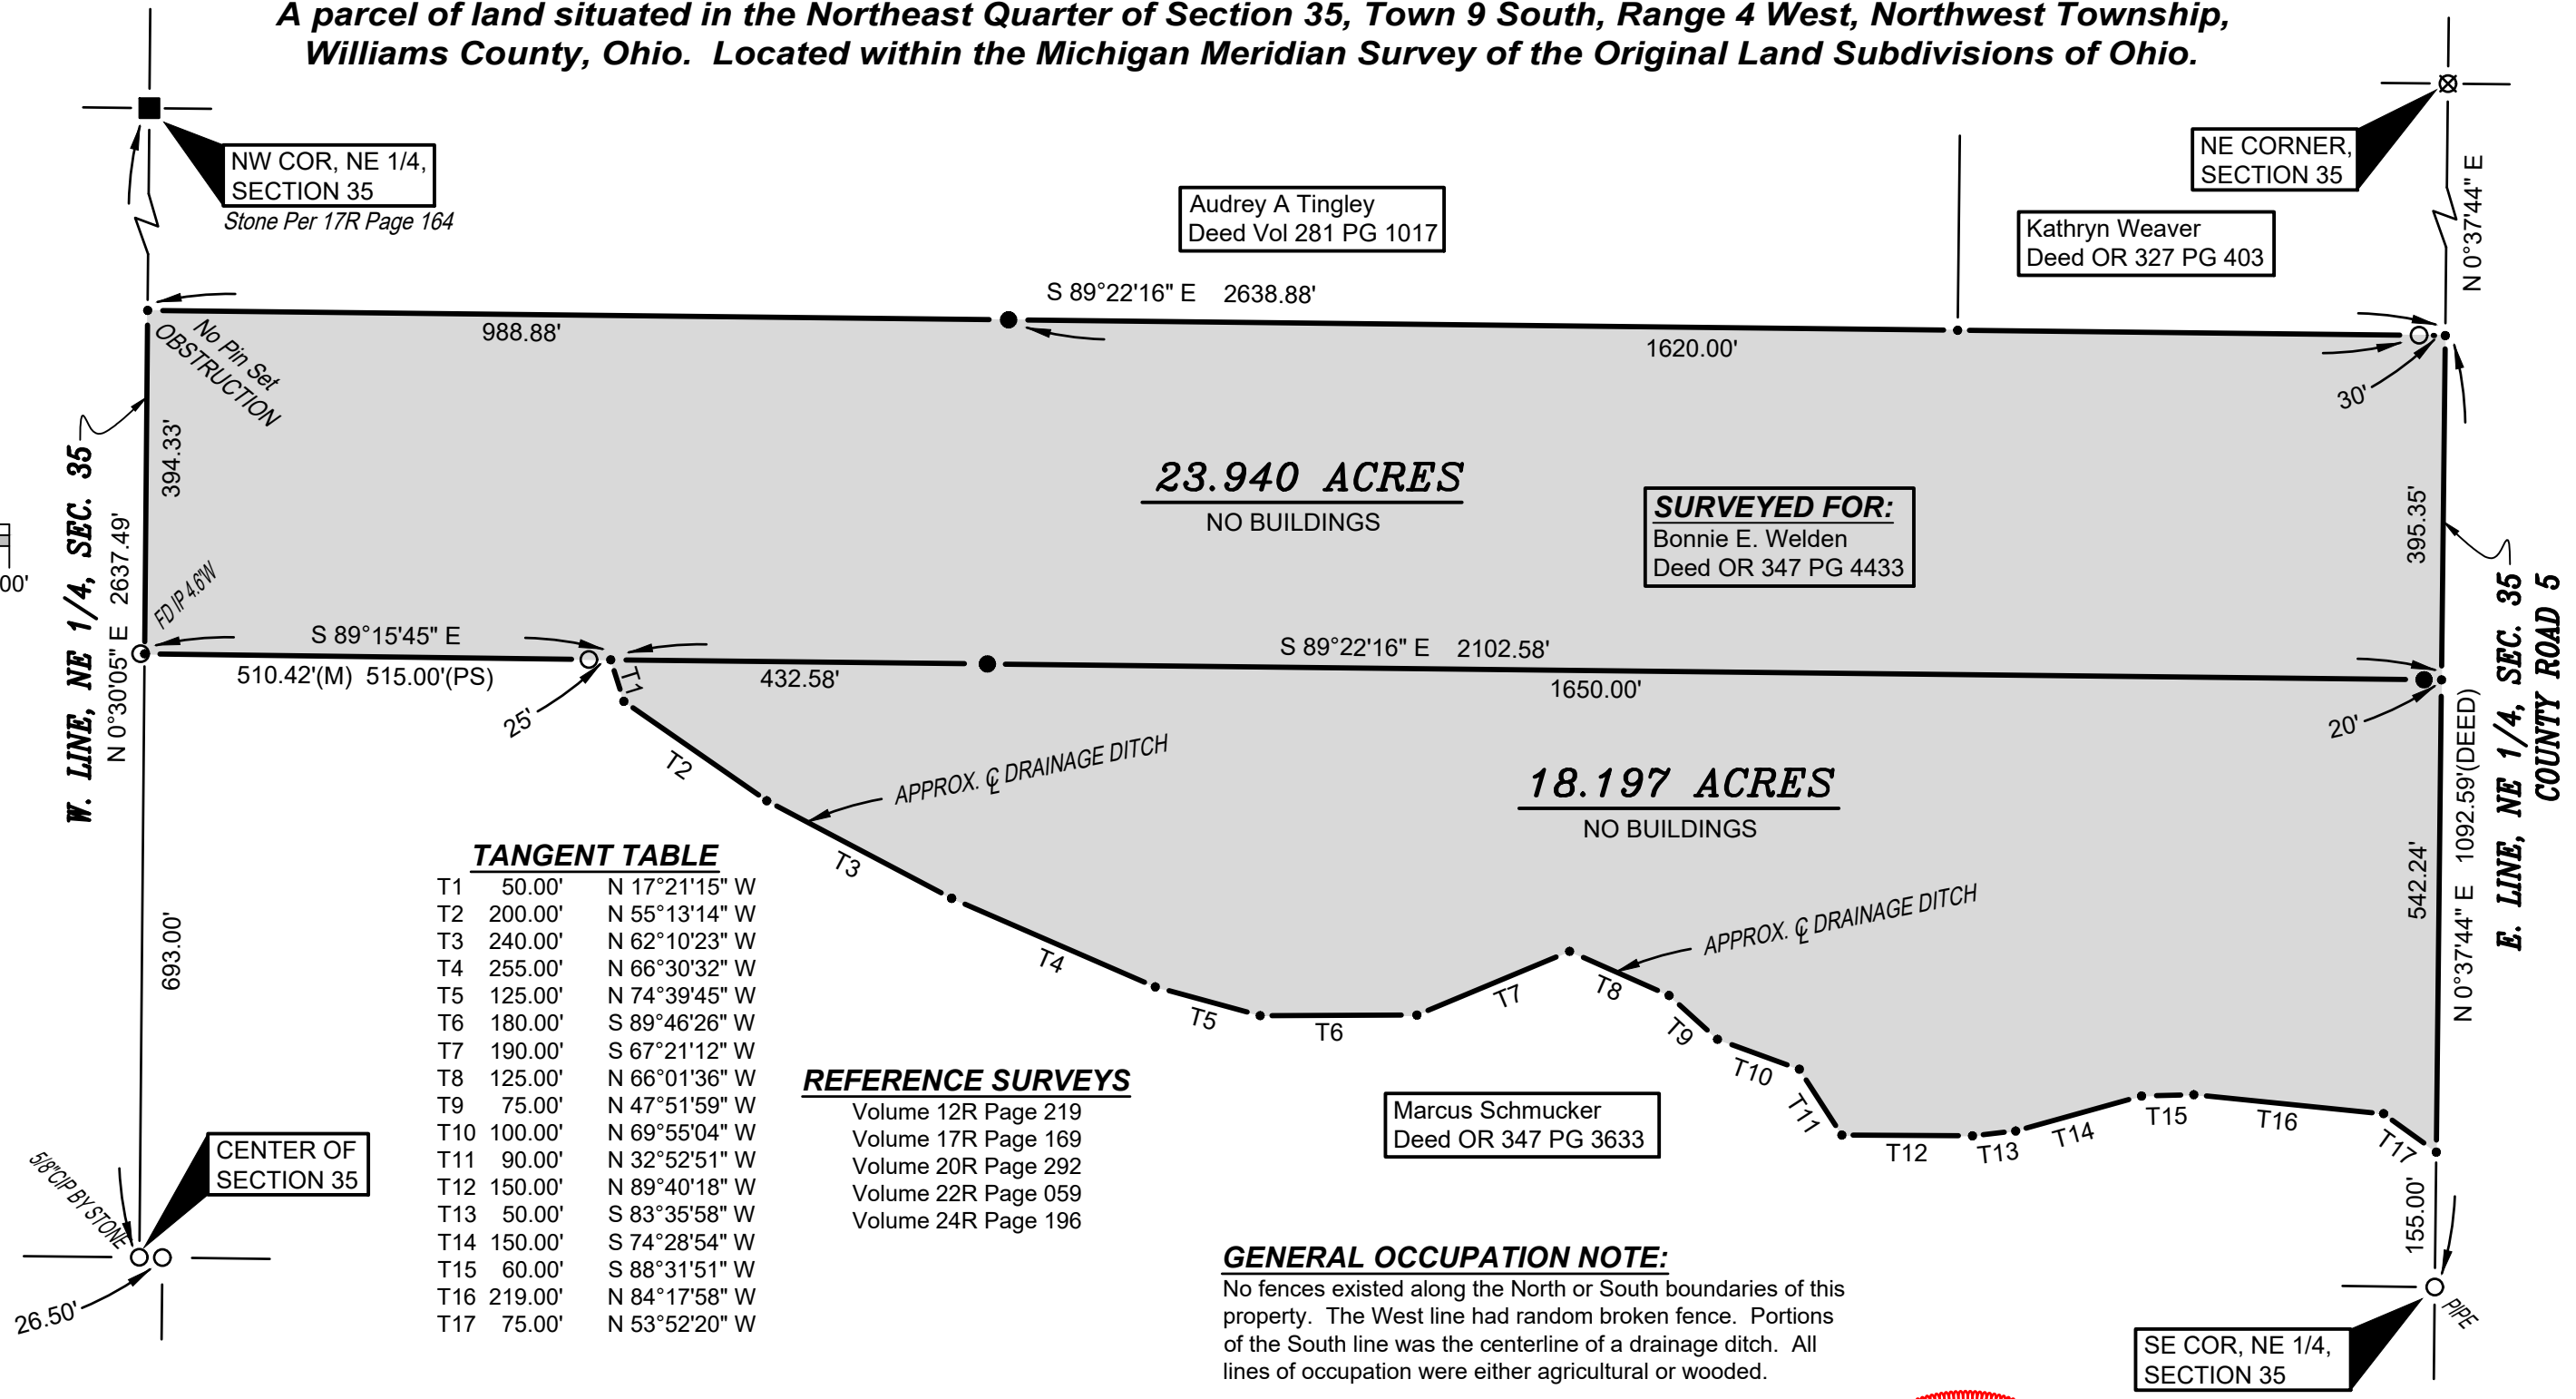 A parcel of land situated in the Northeast Quarter of Section 35, Town 9 South, Range 4 West, Northwest Township,
Williams County, Ohio.  Located within the Michigan Meridian Survey of the Original Land Subdivisions of Ohio.
NW COR, NE 1/4,
SECTION 35
Stone Per 17R Page 164
Audrey A Tingley
Deed Vol 281 PG 1017
NE CORNER,
SECTION 35
Kathryn Weaver
Deed OR 327 PG 403
N 0°37'44" E
S 89°22'16" E 2638.88'
988.88'
1620.00'
30'
No Pin Set
OBSTRUCTION
394.33'
W. LINE, NE 1/4, SEC. 35
N 0°30'05" E 2637.49'
FD IP 4.6'W
00'
23.940 ACRES
NO BUILDINGS
SURVEYED FOR:
Bonnie E. Welden
Deed OR 347 PG 4433
395.35'
E. LINE, NE 1/4, SEC. 35
COUNTY ROAD 5
S 89°15'45" E
510.42'(M) 515.00'(PS)
25'
432.58'
S 89°22'16" E 2102.58'
1650.00'
20'
T1
T2
APPROX. ℄ DRAINAGE DITCH
T3
18.197 ACRES
NO BUILDINGS
542.24'
N 0°37'44" E 1092.59'(DEED)
APPROX. ℄ DRAINAGE DITCH
T4
T5
T6
T7
T8
T9
T10
T11
T12
T13
T14
T15
T16
T17
693.00'
TANGENT TABLE
T1 50.00' N 17°21'15" W
T2 200.00' N 55°13'14" W
T3 240.00' N 62°10'23" W
T4 255.00' N 66°30'32" W
T5 125.00' N 74°39'45" W
T6 180.00' S 89°46'26" W
T7 190.00' S 67°21'12" W
T8 125.00' N 66°01'36" W
T9 75.00' N 47°51'59" W
T10 100.00' N 69°55'04" W
T11 90.00' N 32°52'51" W
T12 150.00' N 89°40'18" W
T13 50.00' S 83°35'58" W
T14 150.00' S 74°28'54" W
T15 60.00' S 88°31'51" W
T16 219.00' N 84°17'58" W
T17 75.00' N 53°52'20" W
REFERENCE SURVEYS
Volume 12R Page 219
Volume 17R Page 169
Volume 20R Page 292
Volume 22R Page 059
Volume 24R Page 196
Marcus Schmucker
Deed OR 347 PG 3633
CENTER OF
SECTION 35
5/8"CIP BY STONE
26.50'
GENERAL OCCUPATION NOTE:
No fences existed along the North or South boundaries of this
property.  The West line had random broken fence.  Portions
of the South line was the centerline of a drainage ditch.  All
lines of occupation were either agricultural or wooded.
155.00'
PIPE
SE COR, NE 1/4,
SECTION 35